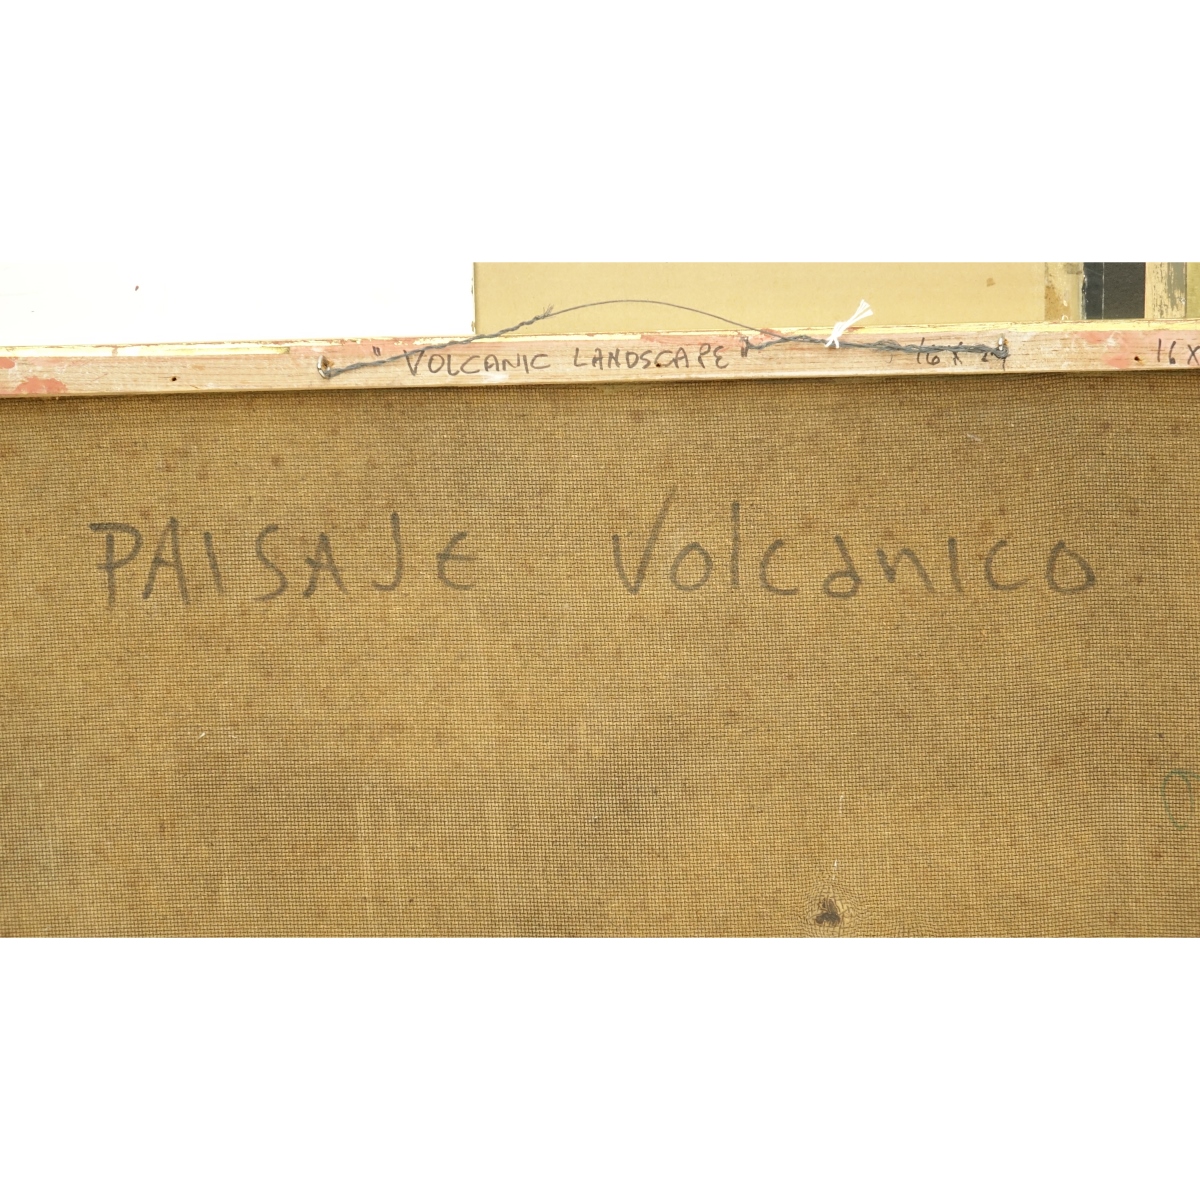 "VOLCANIC LANDSCAPE" 16 X 24 16 X
PAISAJE Volcanico